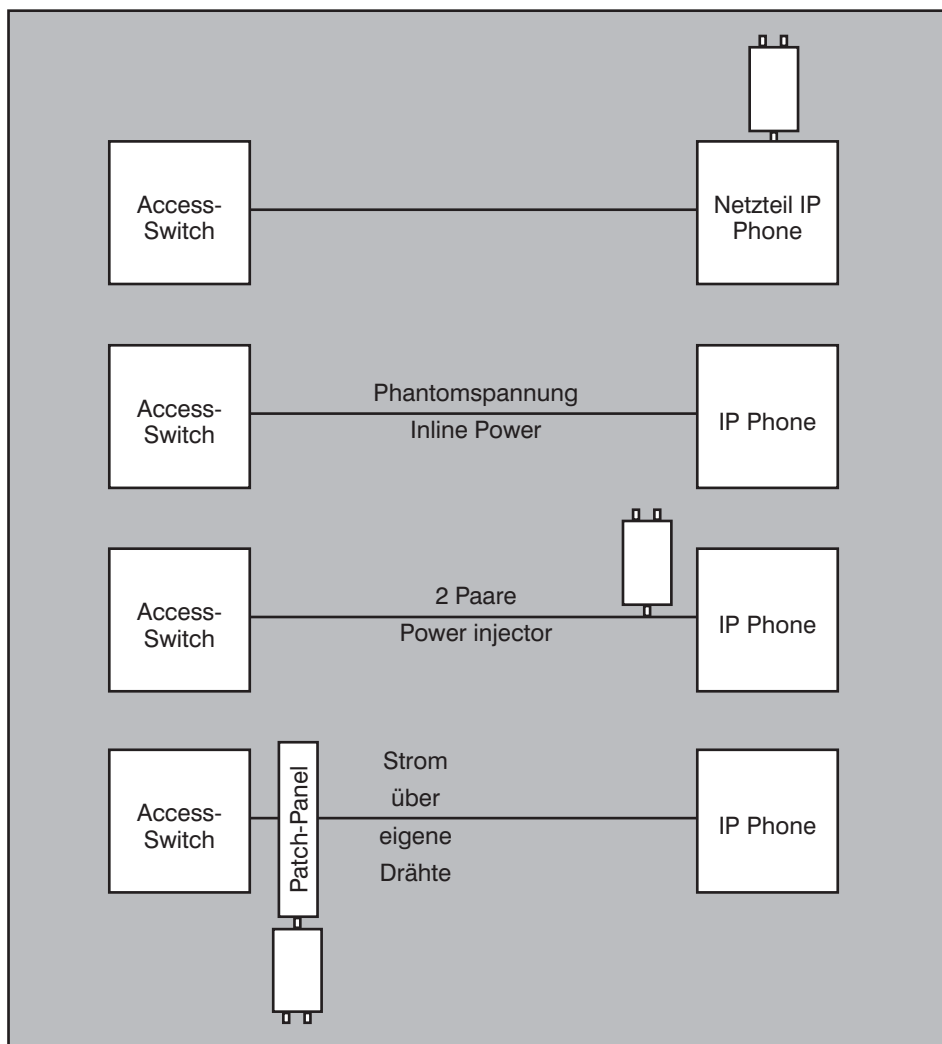 Access-
Switch
Netzteil IP
Phone
Access-
Switch
Phantomspannung
Inline Power
IP Phone
Access-
Switch
2 Paare
Power injector
IP Phone
Access-
Switch
Patch-Panel
Strom
über
eigene
Drähte
IP Phone